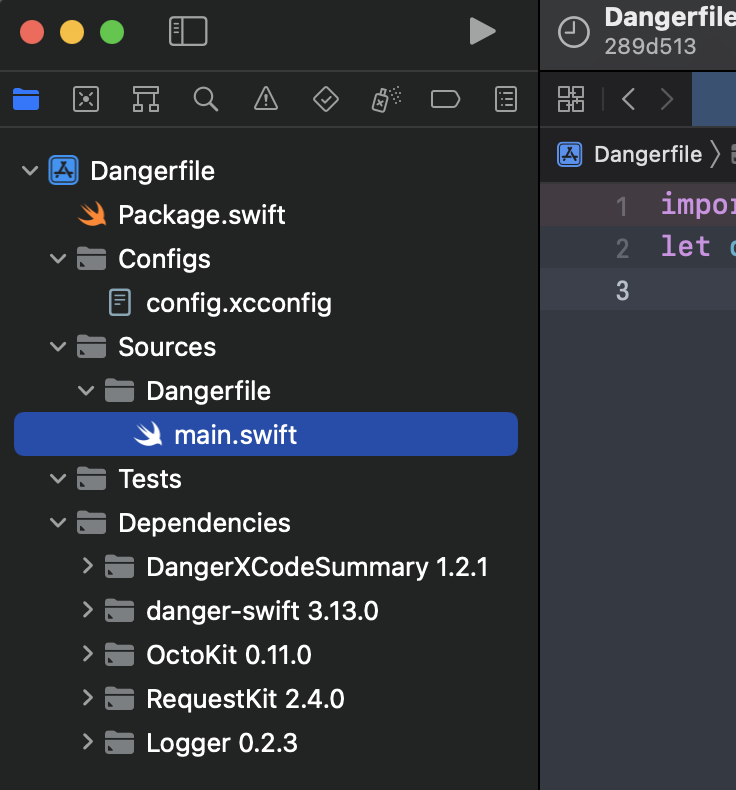 Dangerfile
289d513
Dangerfile
Package.swift
Configs
config.xcconfig
Sources
Dangerfile
main.swift
Tests
Dependencies
DangerXCodeSummary 1.2.1
danger-swift 3.13.0
OctoKit 0.11.0
RequestKit 2.4.0
Logger 0.2.3
Dangerfile
1 impor
2 let
3